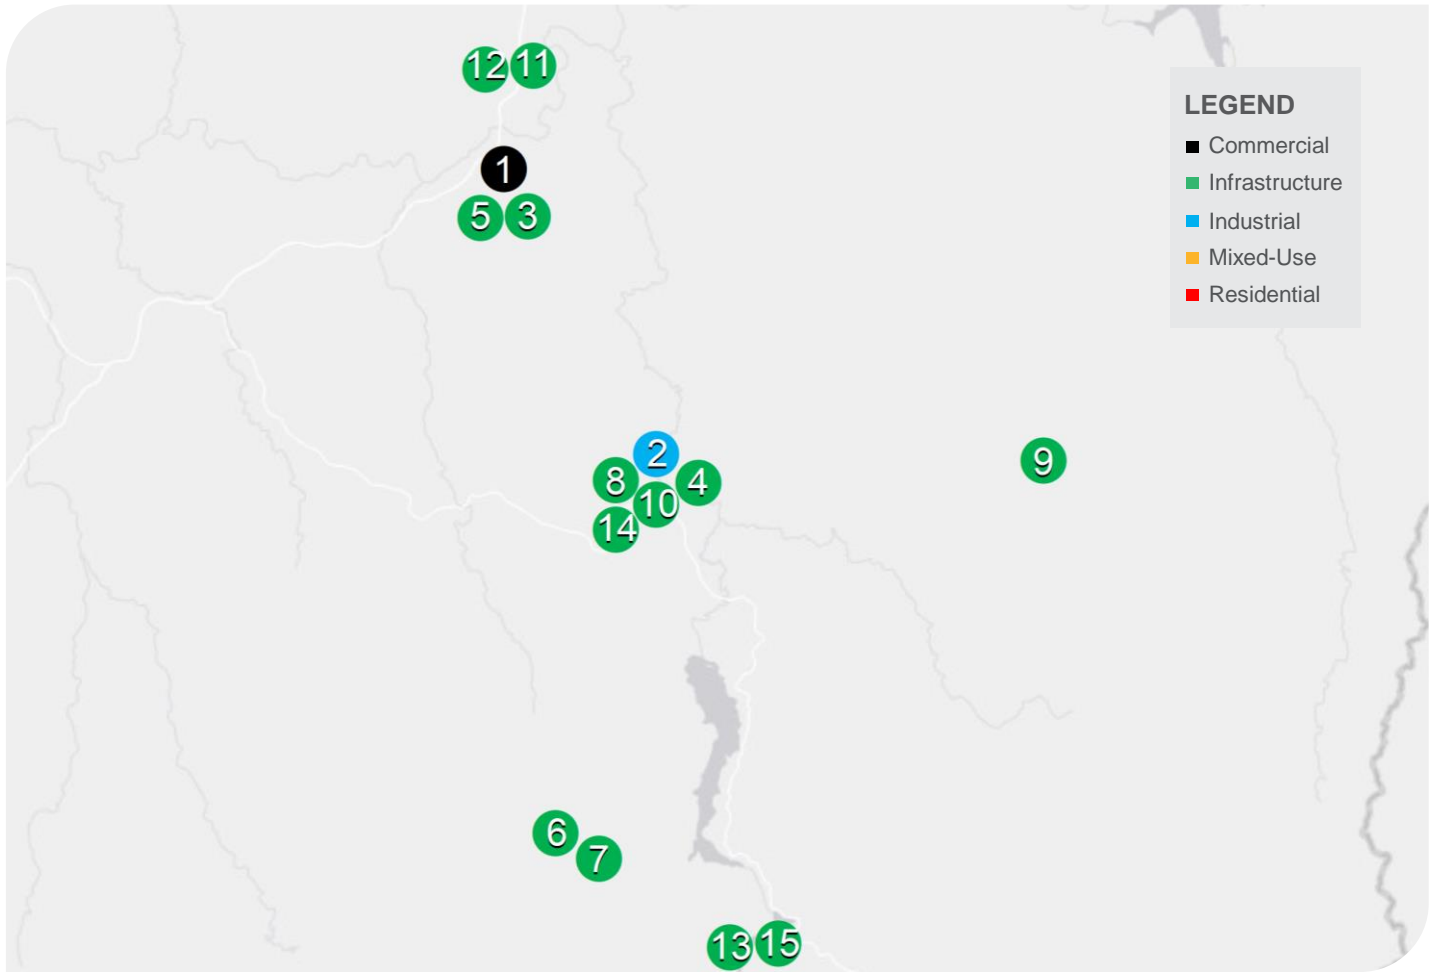 12 11
1
5 3
LEGEND
Commercial
Infrastructure
Industrial
Mixed-Use
Residential
2
8 4
10
14
9
6
7
13 15